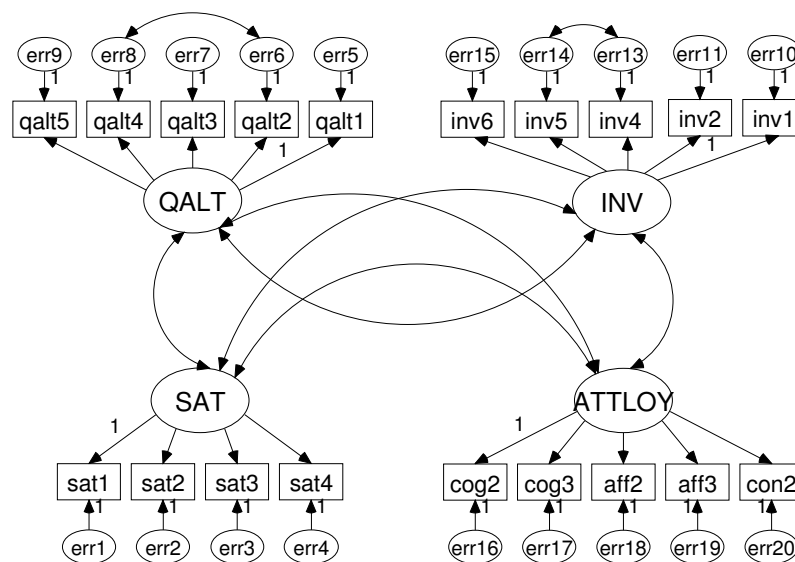 err9 err8 err7 err6 err5 err15 err14 err13 err11 err10
1 1 1 1 1 1 1 1 1 1
qalt5 qalt4 qalt3 qalt2 qalt1 inv6 inv5 inv4 inv2 inv1
1 1
QALT INV
SAT ATTLOY
1 1
sat1 sat2 sat3 sat4 cog2 cog3 aff2 aff3 con2
1 1 1 1 1 1 1 1 1
err1 err2 err3 err4 err16 err17 err18 err19 err20